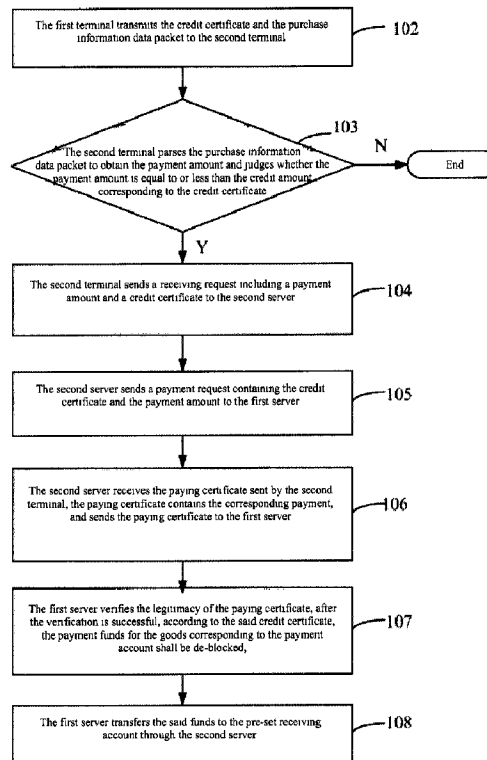 The first terminal transmits the credit certificate and the purchase
information data packet to the second terminal
102
103
The second terminal parses the purchase information
data packet to obtain the payment amount and judges whether the
payment amount is equal to or less than the credit amount
corresponding to the credit certificate
N
End
Y
The second terminal sends a receiving request including a payment
amount and a credit certificate to the second server
104
The second server sends a payment request containing the credit
certificate and the payment amount to the first server
105
The second server receives the paying certificate sent by the second
terminal, the paying certificate contains the corresponding payment,
and sends the paying certificate to the first server
106
The first server verifies the legitimacy of the paying certificate, after
the verification is successful, according to the said credit certificate,
the payment funds for the goods corresponding to the payment
account shall be de-blocked,
107
The first server transfers the said funds to the pre-set receiving
account through the second server
108